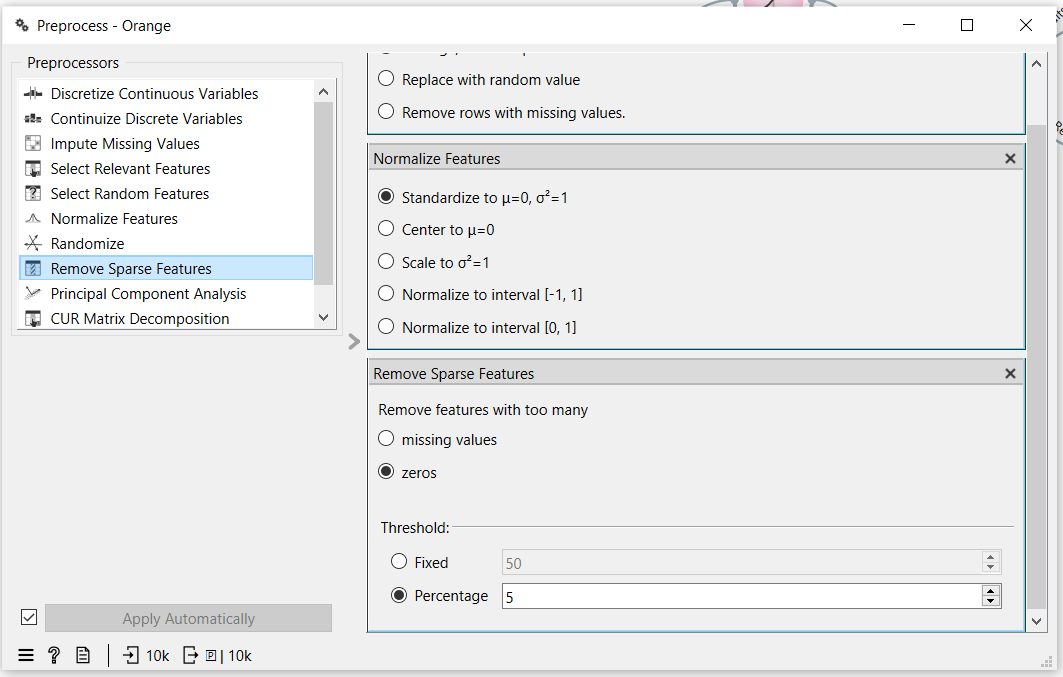 Preprocess - Orange
Preprocessors
Discretize Continuous Variables
Continuize Discrete Variables
Impute Missing Values
Select Relevant Features
Select Random Features
Normalize Features
Randomize
Remove Sparse Features
Principal Component Analysis
CUR Matrix Decomposition
Replace with random value
Remove rows with missing values.
Normalize Features
Standardize to μ=0, σ²=1
Center to μ=0
Scale to σ²=1
Normalize to interval [-1, 1]
Normalize to interval [0, 1]
Remove Sparse Features
Remove features with too many
missing values
zeros
Threshold:
Fixed 50
Percentage 5
Apply Automatically
? 10k P | 10k